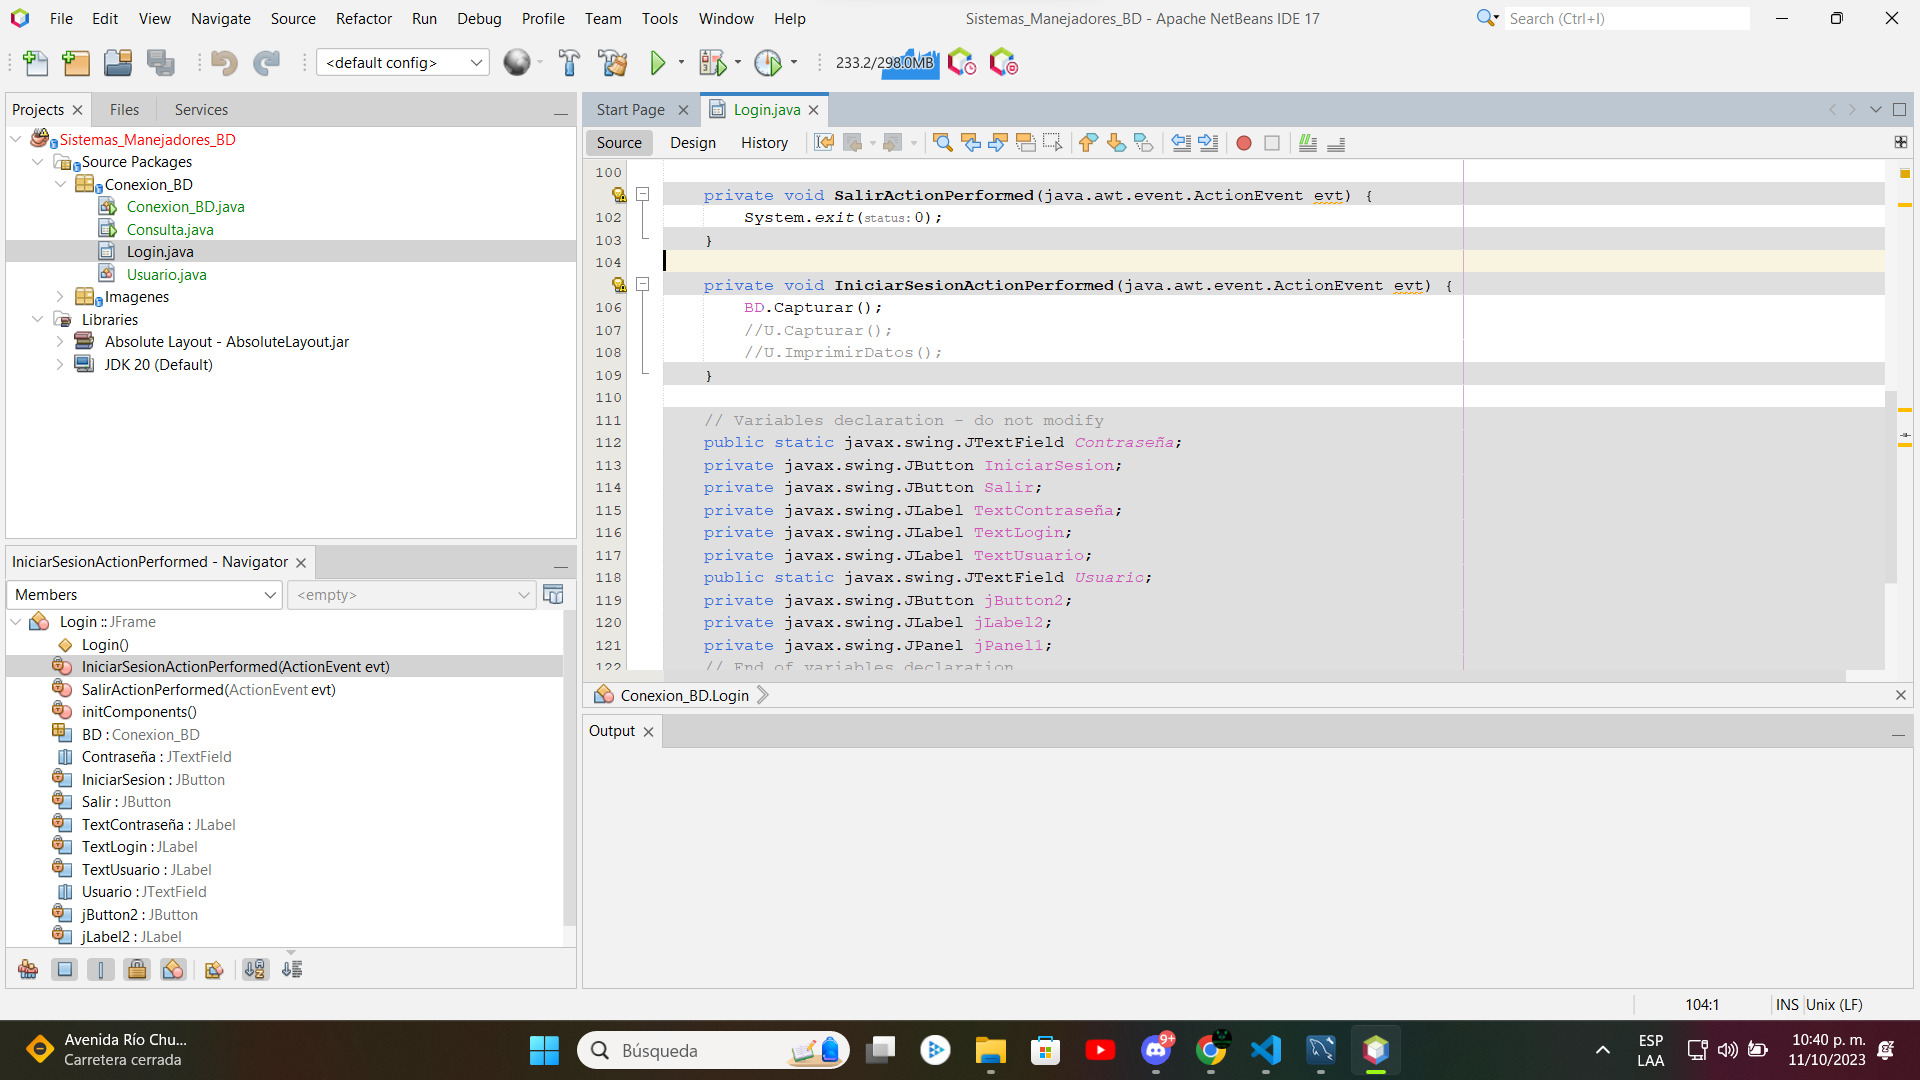 File Edit View Navigate Source Refactor Run Debug Profile Team Tools Window Help
Sistemas_Manejadores_BD - Apache NetBeans IDE 17
Search (Ctrl+I)
<default config>
233.2/298.0MB
Projects Files Services
Sistemas_Manejadores_BD
Source Packages
Conexion_BD
Conexion_BD.java
Consulta.java
Login.java
Usuario.java
Imagenes
Libraries
Absolute Layout - AbsoluteLayout.jar
JDK 20 (Default)
IniciarSesionActionPerformed - Navigator
Members
<empty>
Login :: JFrame
Login()
IniciarSesionActionPerformed(ActionEvent evt)
SalirActionPerformed(ActionEvent evt)
initComponents()
BD : Conexion_BD
Contraseña : JTextField
IniciarSesion : JButton
Salir : JButton
TextContraseña : JLabel
TextLogin : JLabel
TextUsuario : JLabel
Usuario : JTextField
jButton2 : JButton
jLabel2 : JLabel
Start Page Login.java
Source Design History
100
private void SalirActionPerformed(java.awt.event.ActionEvent evt) {
102 System.exit(status: 0);
103 }
104
private void IniciarSesionActionPerformed(java.awt.event.ActionEvent evt) {
106 BD.Capturar();
107 //U.Capturar();
108 //U.ImprimirDatos();
109 }
110
111 // Variables declaration - do not modify
112 public static javax.swing.JTextField Contraseña;
113 private javax.swing.JButton IniciarSesion;
114 private javax.swing.JButton Salir;
115 private javax.swing.JLabel TextContraseña;
116 private javax.swing.JLabel TextLogin;
117 private javax.swing.JLabel TextUsuario;
118 public static javax.swing.JTextField Usuario;
119 private javax.swing.JButton jButton2;
120 private javax.swing.JLabel jLabel2;
121 private javax.swing.JPanel jPanel1;
122 // End of variables declaration
Conexion_BD.Login
Output
104:1 INS Unix (LF)
Avenida Río Chu...
Carretera cerrada
Búsqueda
9+
ESP
LAA
10:40 p. m.
11/10/2023